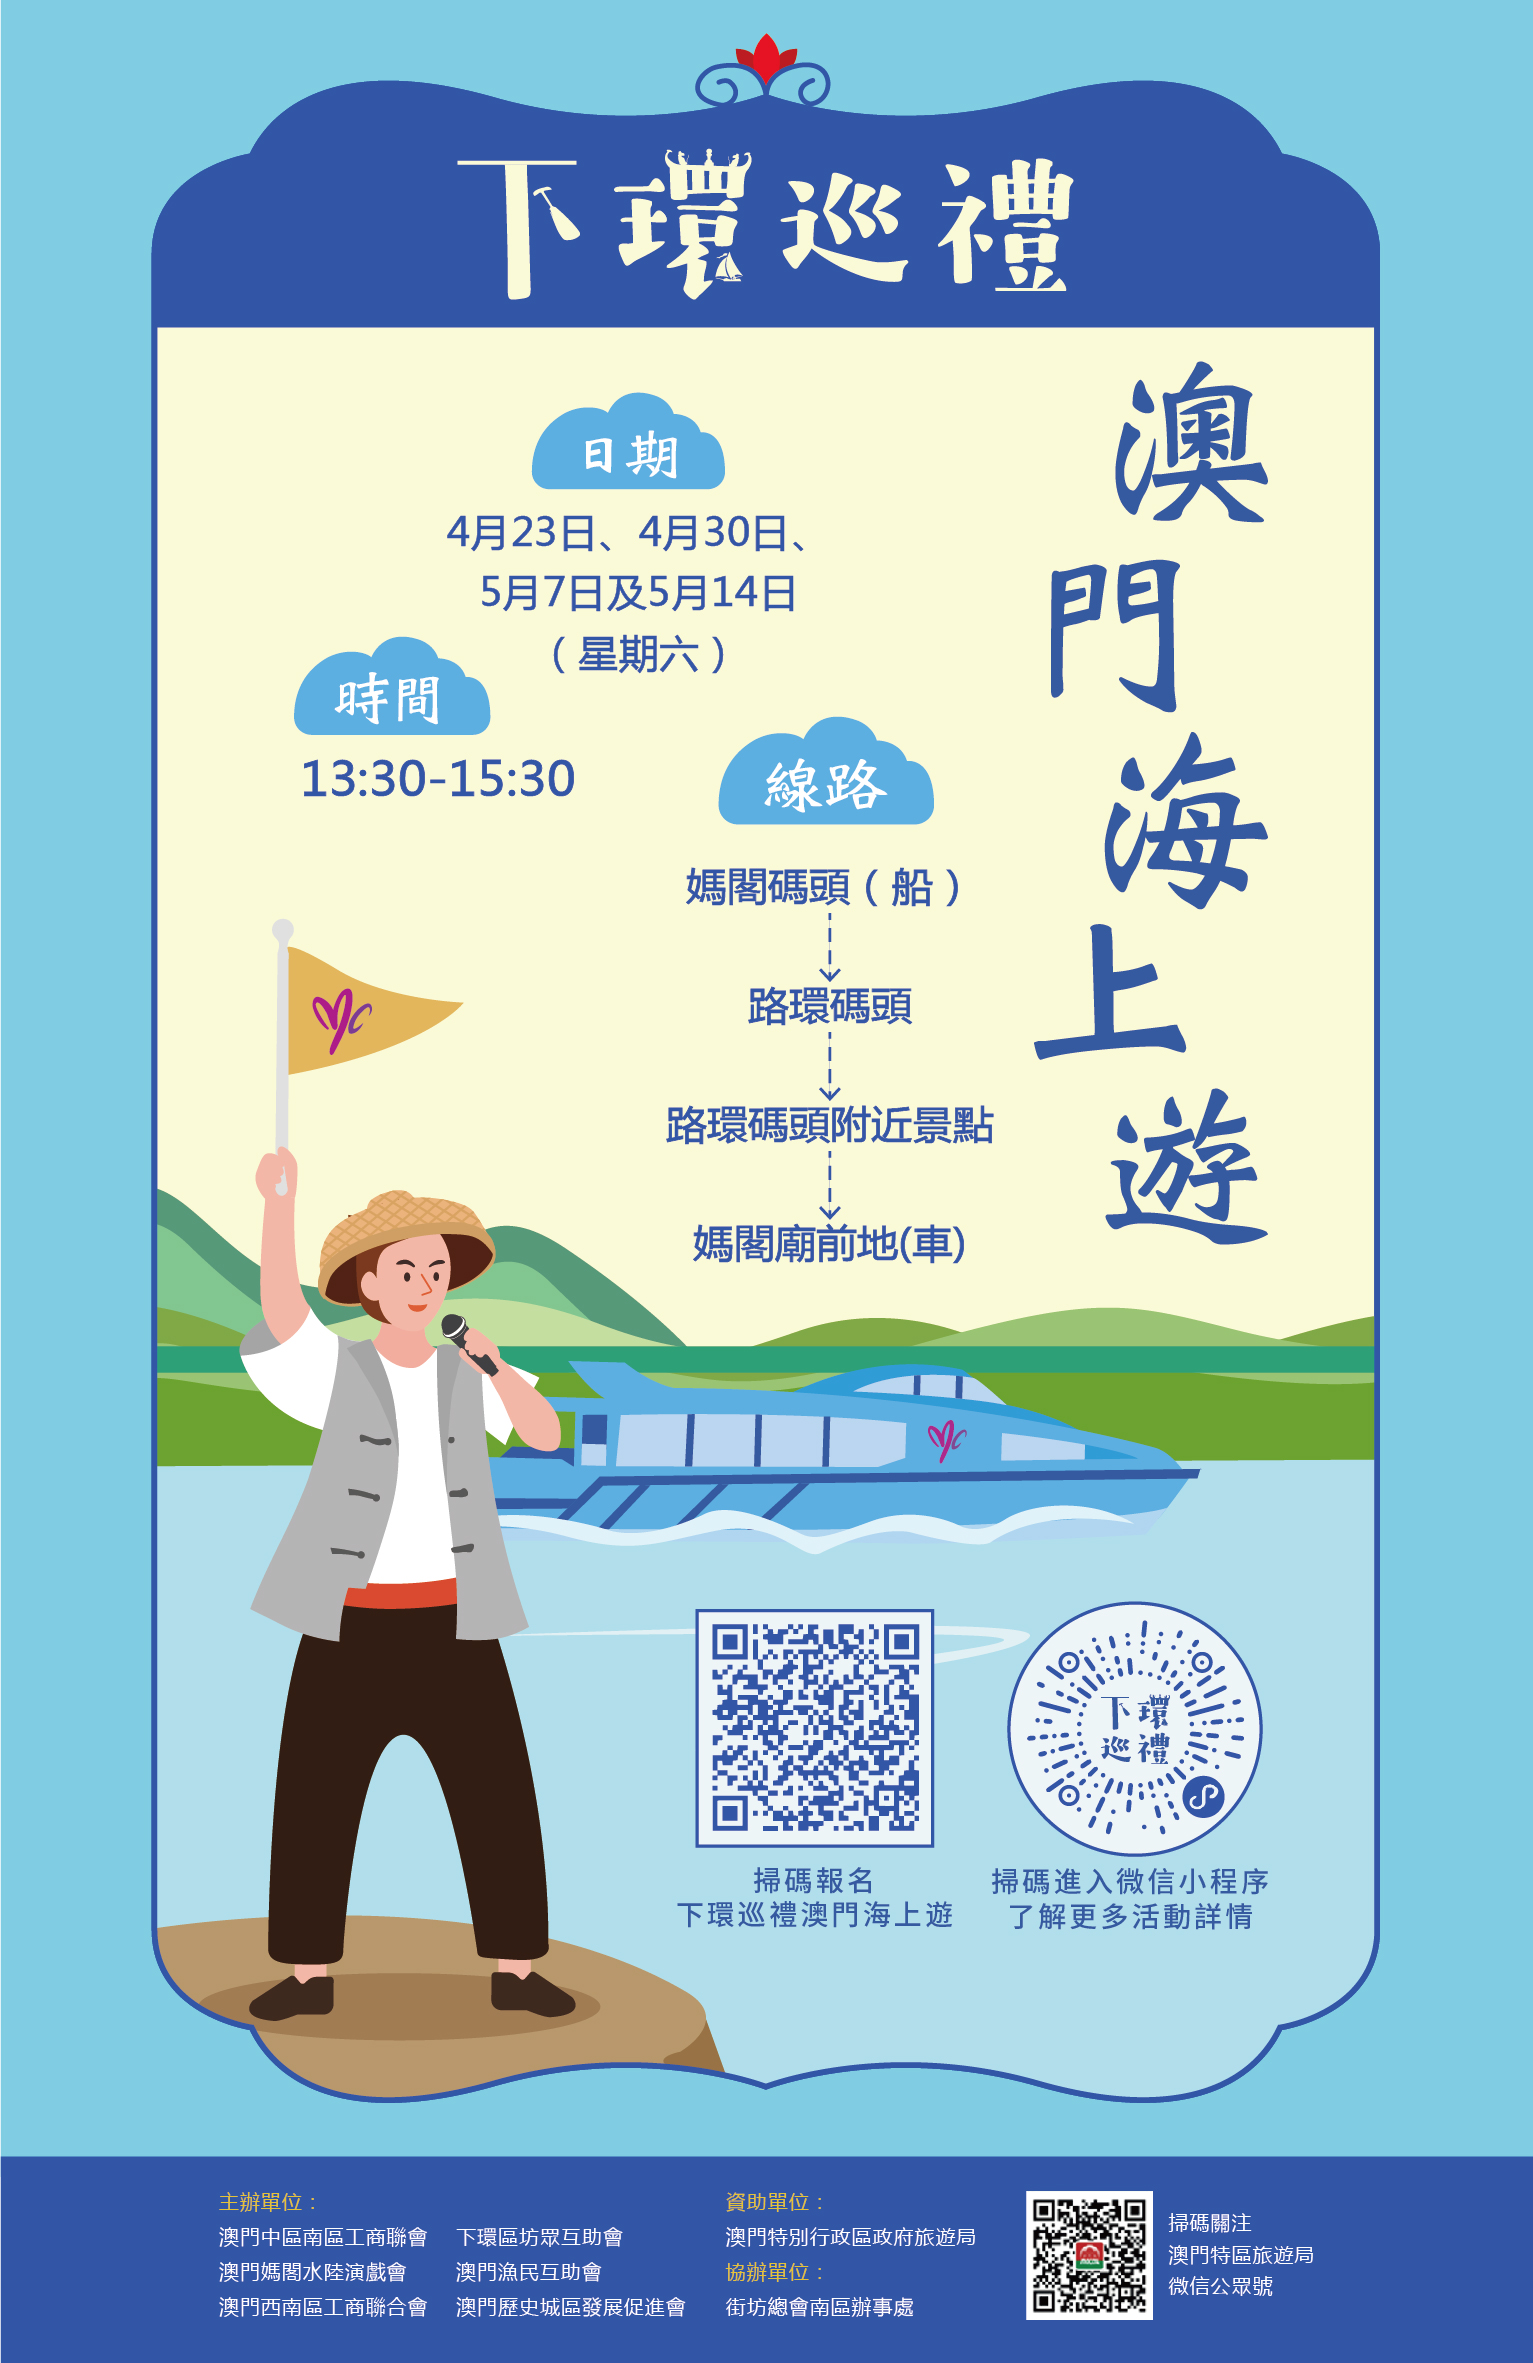 下環巡禮
澳門海上遊
日期
4月23日、4月30日、
5月7日及5月14日
（星期六）
時間
13:30-15:30
線路
媽閣碼頭（船）
路環碼頭
路環碼頭附近景點
媽閣廟前地(車)
下環
巡禮
掃碼報名
下環巡禮澳門海上遊
掃碼進入微信小程序
了解更多活動詳情
主辦單位：
澳門中區南區工商聯會
澳門媽閣水陸演戲會
澳門西南區工商聯合會
下環區坊眾互助會
澳門漁民互助會
澳門歷史城區發展促進會
資助單位：
澳門特別行政區政府旅遊局
協辦單位：
街坊總會南區辦事處
掃碼關注
澳門特區旅遊局
微信公眾號